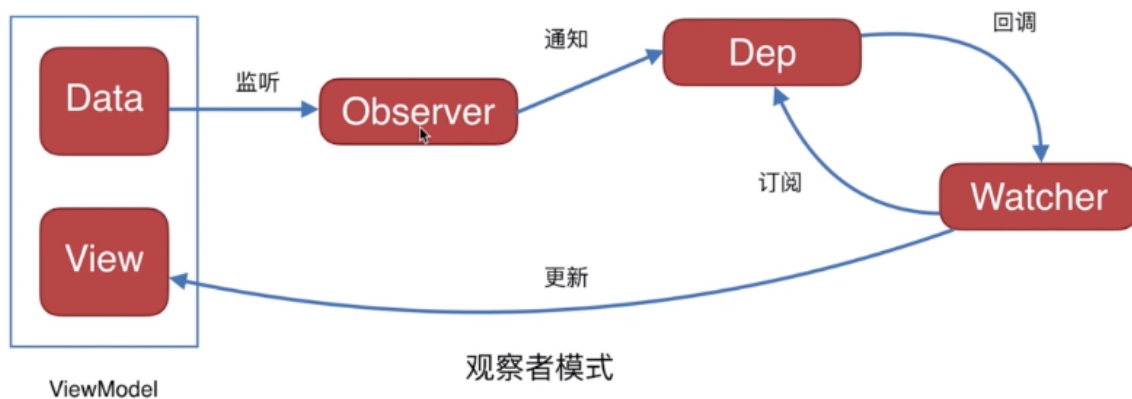 回调
通知
Dep
Data
监听
Observer
订阅
Watcher
View
更新
观察者模式
ViewModel